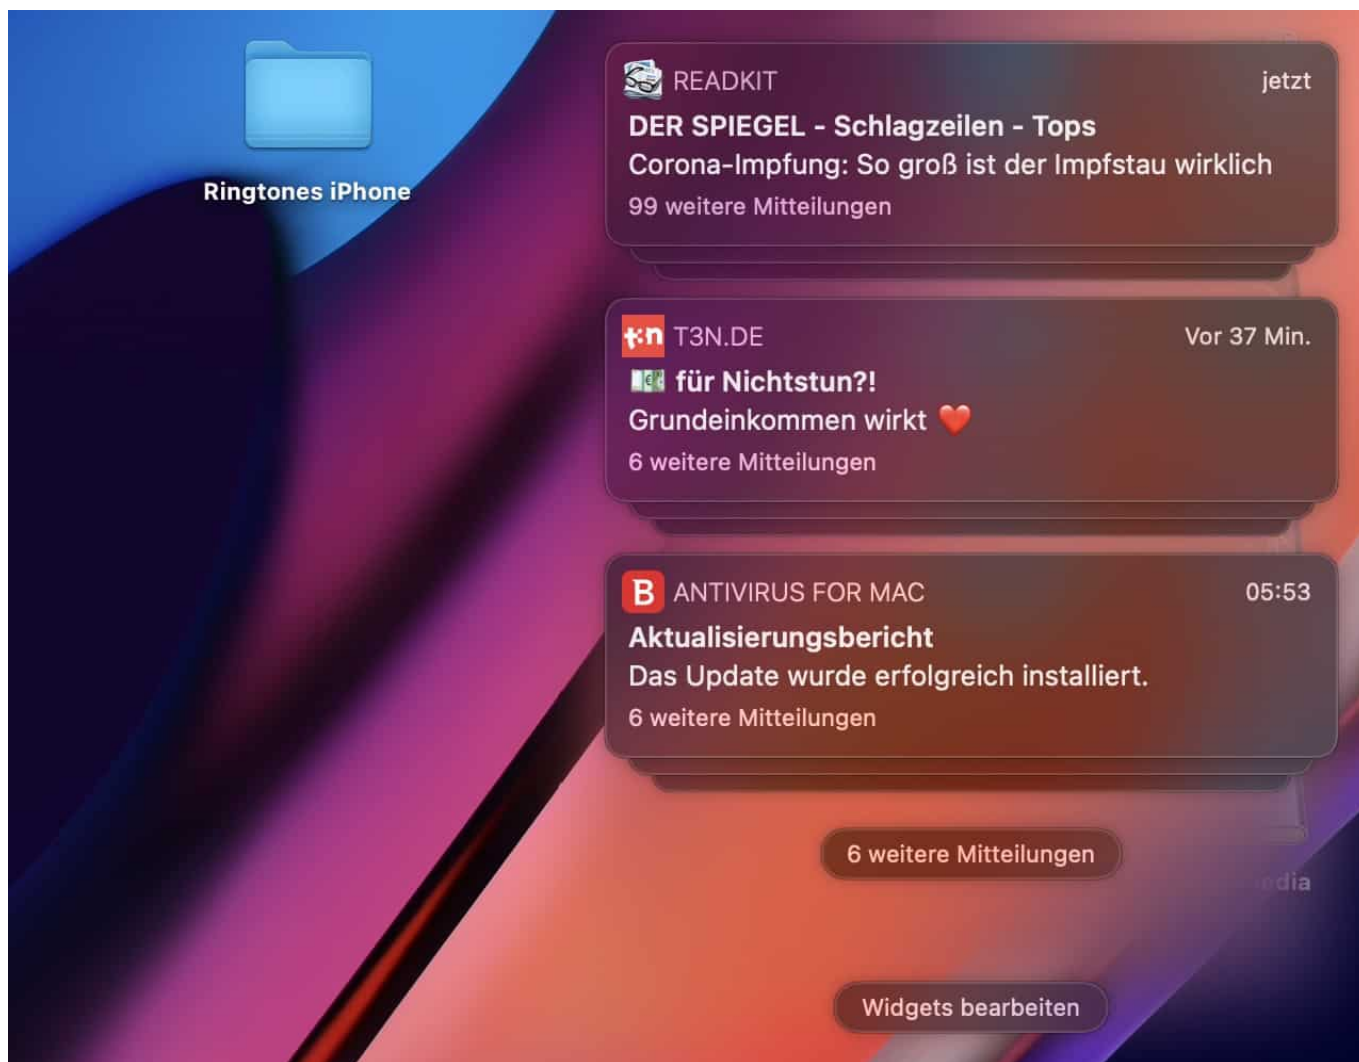 Ringtones iPhone
READKIT
jetzt
DER SPIEGEL - Schlagzeilen - Tops
Corona-Impfung: So groß ist der Impfstau wirklich
99 weitere Mitteilungen
t3n T3N.DE
Vor 37 Min.
💶 für Nichtstun?!
Grundeinkommen wirkt ❤️
6 weitere Mitteilungen
B ANTIVIRUS FOR MAC
05:53
Aktualisierungsbericht
Das Update wurde erfolgreich installiert.
6 weitere Mitteilungen
6 weitere Mitteilungen
Widgets bearbeiten